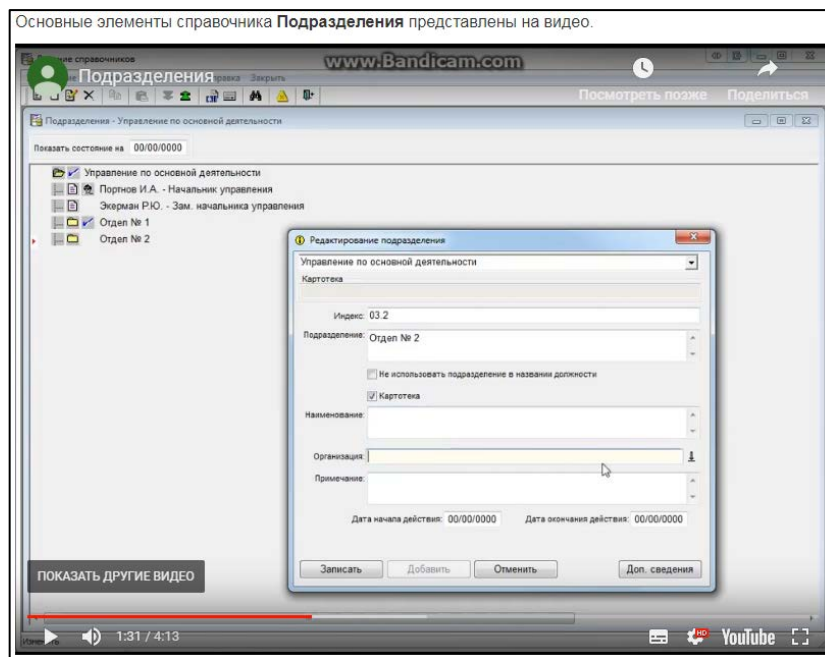 Основные элементы справочника Подразделения представлены на видео.
справочников
www.Bandicam.com
Подразделения
правка Закрыть
Посмотреть позже Поделиться
Подразделения - Управление по основной деятельности
Показать состояние на 00/00/0000
Управление по основной деятельности
Портнов И.А. - Начальник управления
Экерман Р.Ю. - Зам. начальника управления
Отдел № 1
Отдел № 2
Редактирование подразделения
Управление по основной деятельности
Картотека
Индекс: 03.2
Подразделение: Отдел № 2
Не использовать подразделение в названии должности
Картотека
Наименование:
Организация:
Примечание:
Дата начала действия: 00/00/0000 Дата окончания действия: 00/00/0000
Записать Добавить Отменить Доп. сведения
ПОКАЗАТЬ ДРУГИЕ ВИДЕО
1:31 / 4:13
HD
YouTube